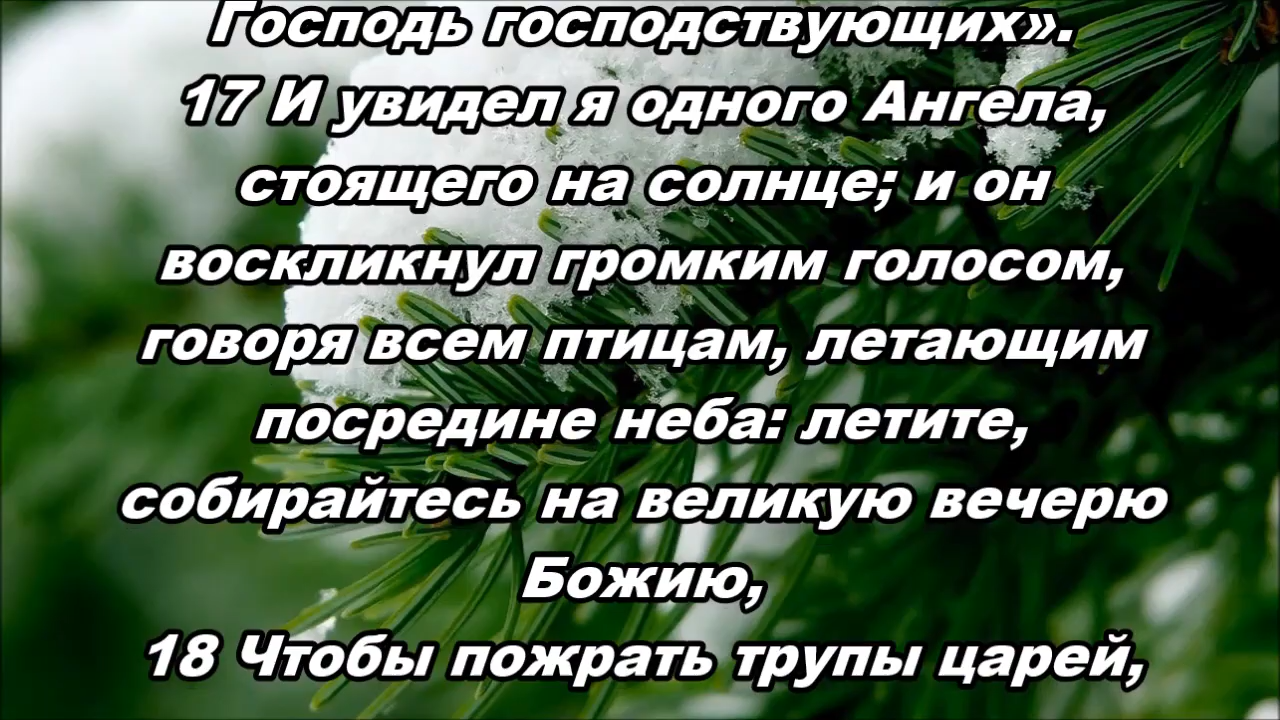 Господь господствующих».
17 И увидел я одного Ангела,
стоящего на солнце; и он
воскликнул громким голосом,
говоря всем птицам, летающим
посредине неба: летите,
собирайтесь на великую вечерю
Божию,
18 Чтобы пожрать трупы царей,